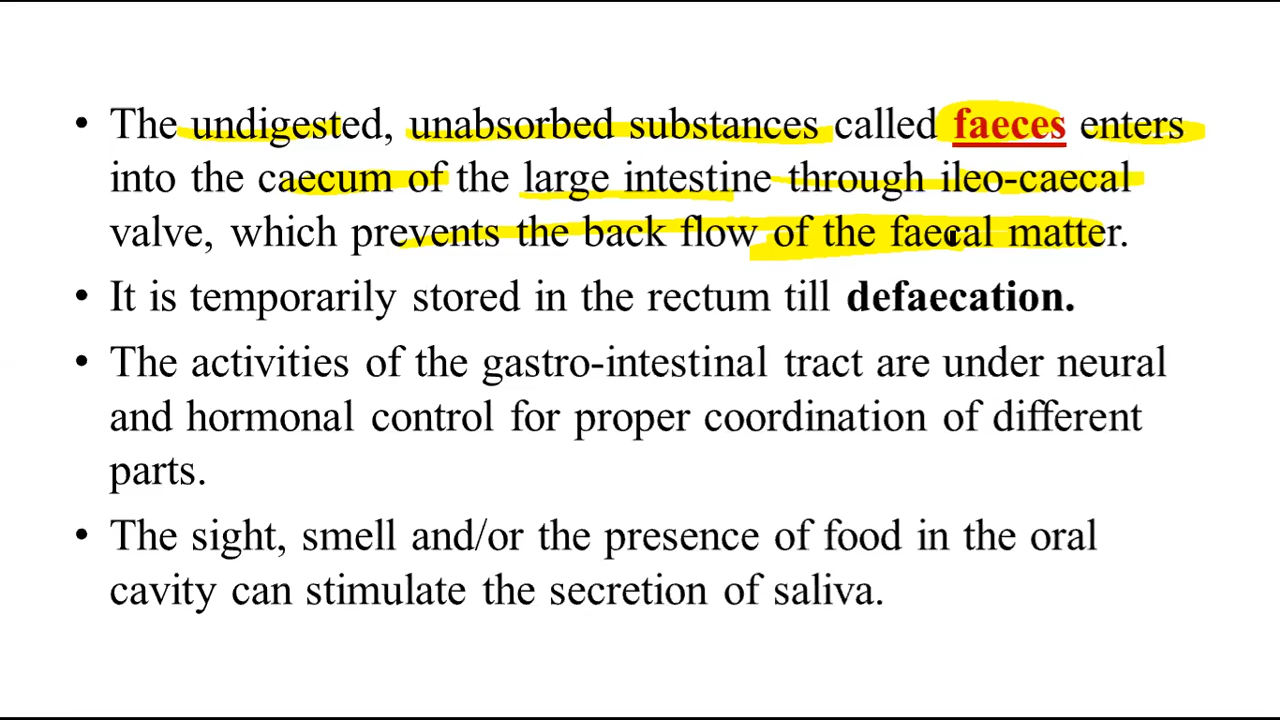 • The undigested, unabsorbed substances called faeces enters
into the caecum of the large intestine through ileo-caecal
valve, which prevents the back flow of the faecal matter.
• It is temporarily stored in the rectum till defaecation.
• The activities of the gastro-intestinal tract are under neural
and hormonal control for proper coordination of different
parts.
• The sight, smell and/or the presence of food in the oral
cavity can stimulate the secretion of saliva.